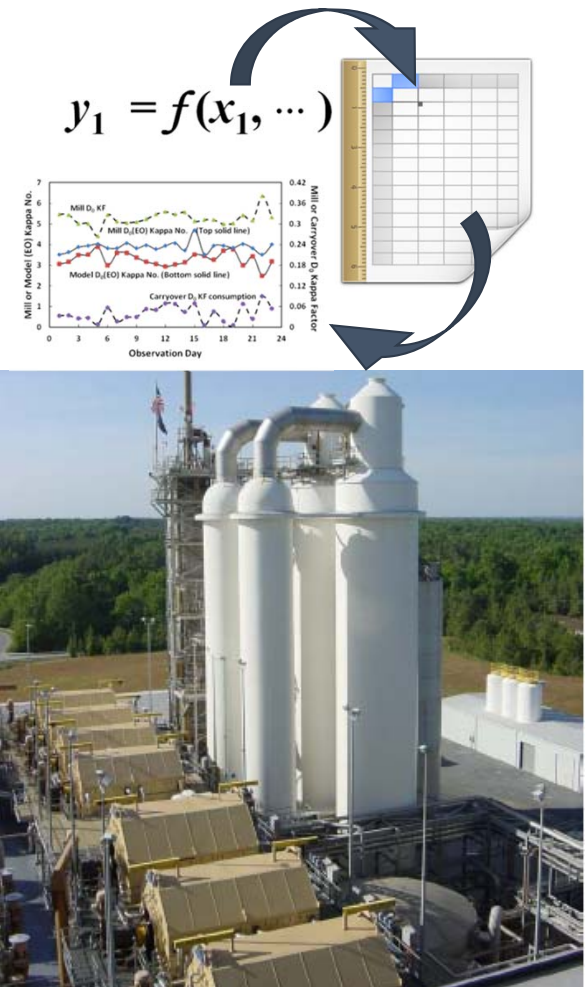 y₁ = f(x₁, ⋯ )
Mill D₀ KF
Mill D₀(EO) Kappa No. (Top solid line)
Model D₀(EO) Kappa No. (Bottom solid line)
Carryover D₀ KF consumption
Mill or Model (EO) Kappa No.
7
6
5
4
3
2
1
0
0.42
0.36
0.3
0.24
0.18
0.12
0.06
0
Mill or Carryover D₀ Kappa Factor
0 3 6 9 12 15 18 21 24
Observation Day